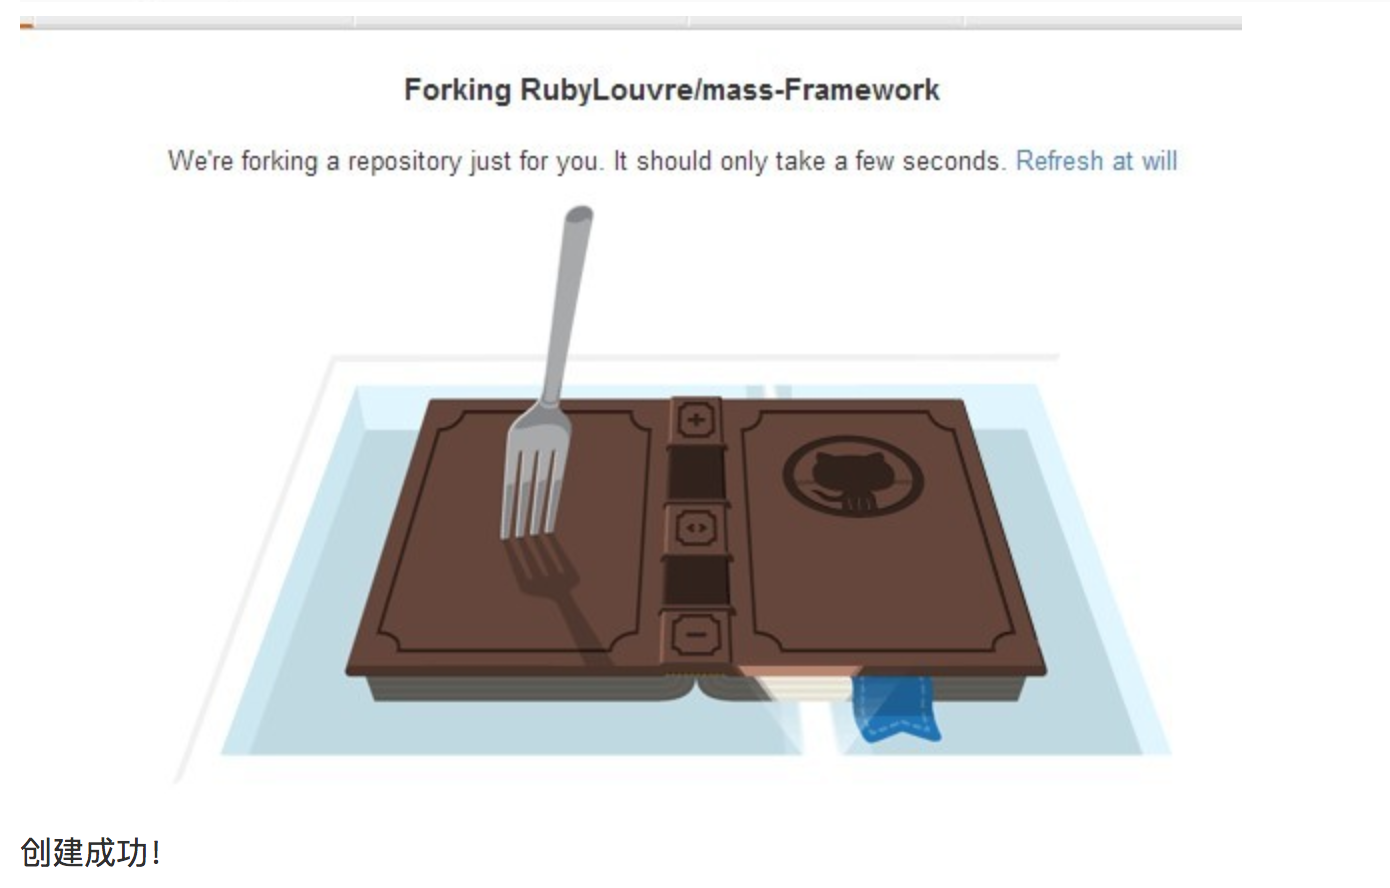 Forking RubyLouvre/mass-Framework
We're forking a repository just for you. It should only take a few seconds. Refresh at will
创建成功!